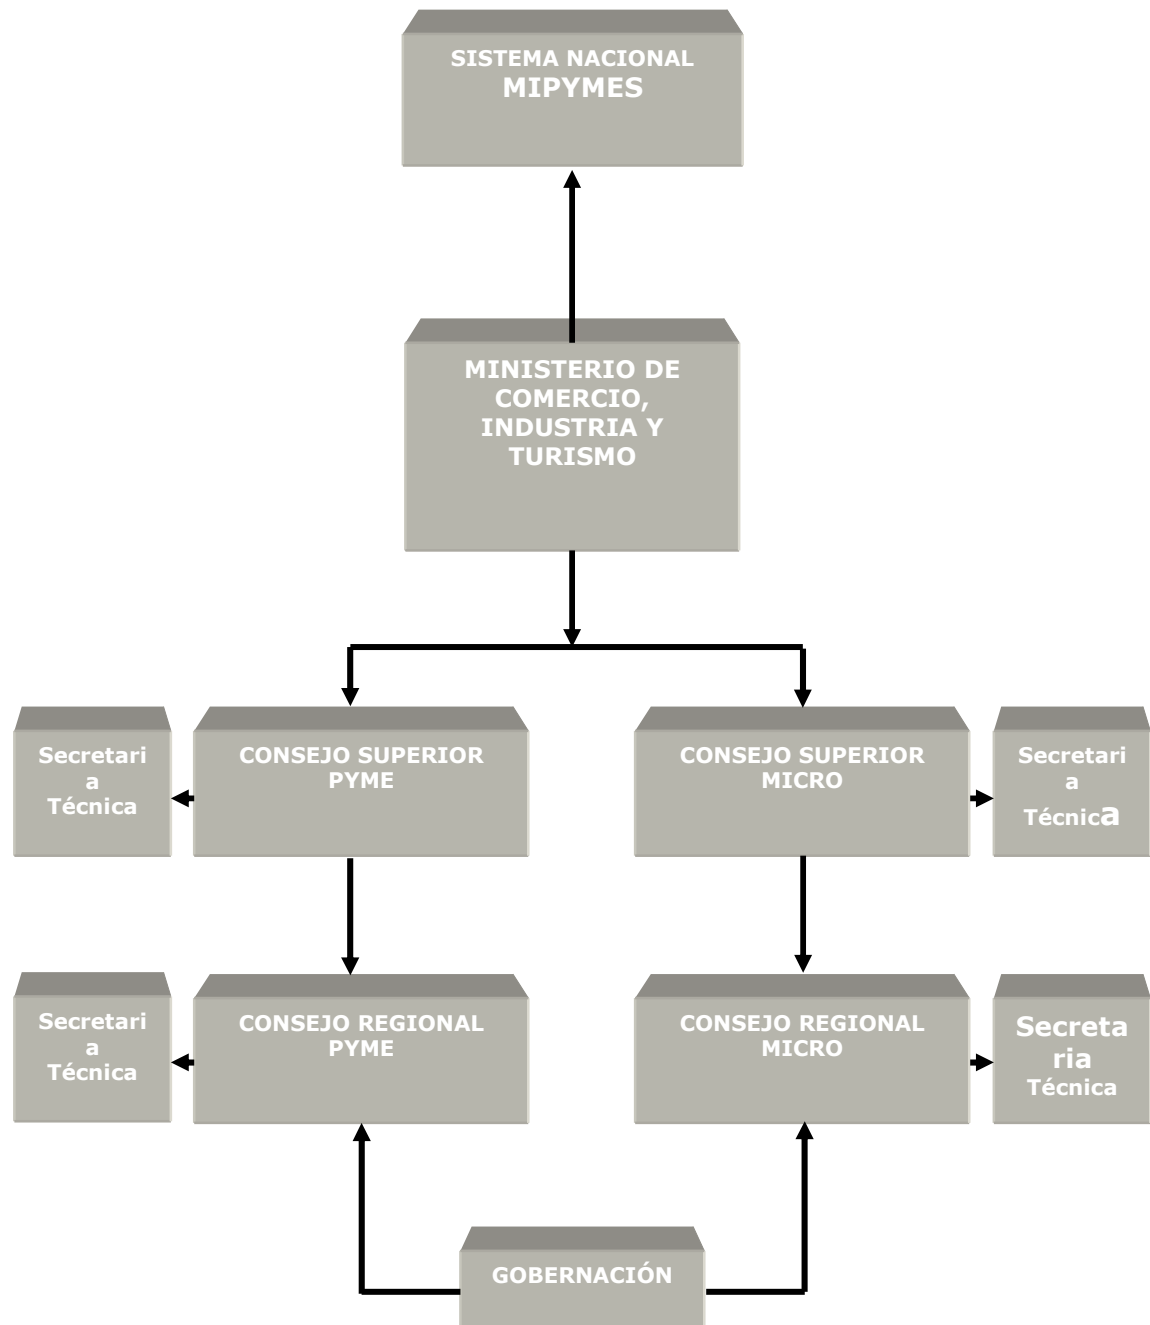 SISTEMA NACIONAL
MIPYMES
MINISTERIO DE
COMERCIO,
INDUSTRIA Y
TURISMO
Secretari
a
Técnica
CONSEJO SUPERIOR
PYME
CONSEJO SUPERIOR
MICRO
Secretari
a
Técnica
Secretari
a
Técnica
CONSEJO REGIONAL
PYME
CONSEJO REGIONAL
MICRO
Secreta
ria
Técnica
GOBERNACIÓN